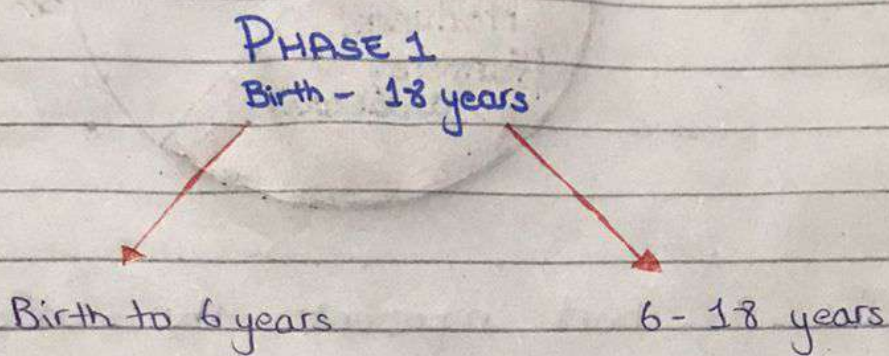 PHASE 1
Birth - 18 years
Birth to 6 years
6 - 18 years